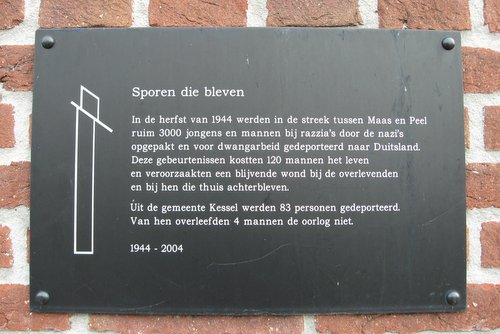 Sporen die bleven
In de herfst van 1944 werden in de streek tussen Maas en Peel
ruim 3000 jongens en mannen bij razzia's door de nazi's
opgepakt en voor dwangarbeid gedeporteerd naar Duitsland.
Deze gebeurtenissen kostten 120 mannen het leven
en veroorzaakten een blijvende wond bij de overlevenden
en bij hen die thuis achterbleven.
Uit de gemeente Kessel werden 83 personen gedeporteerd.
Van hen overleefden 4 mannen de oorlog niet.
1944 - 2004